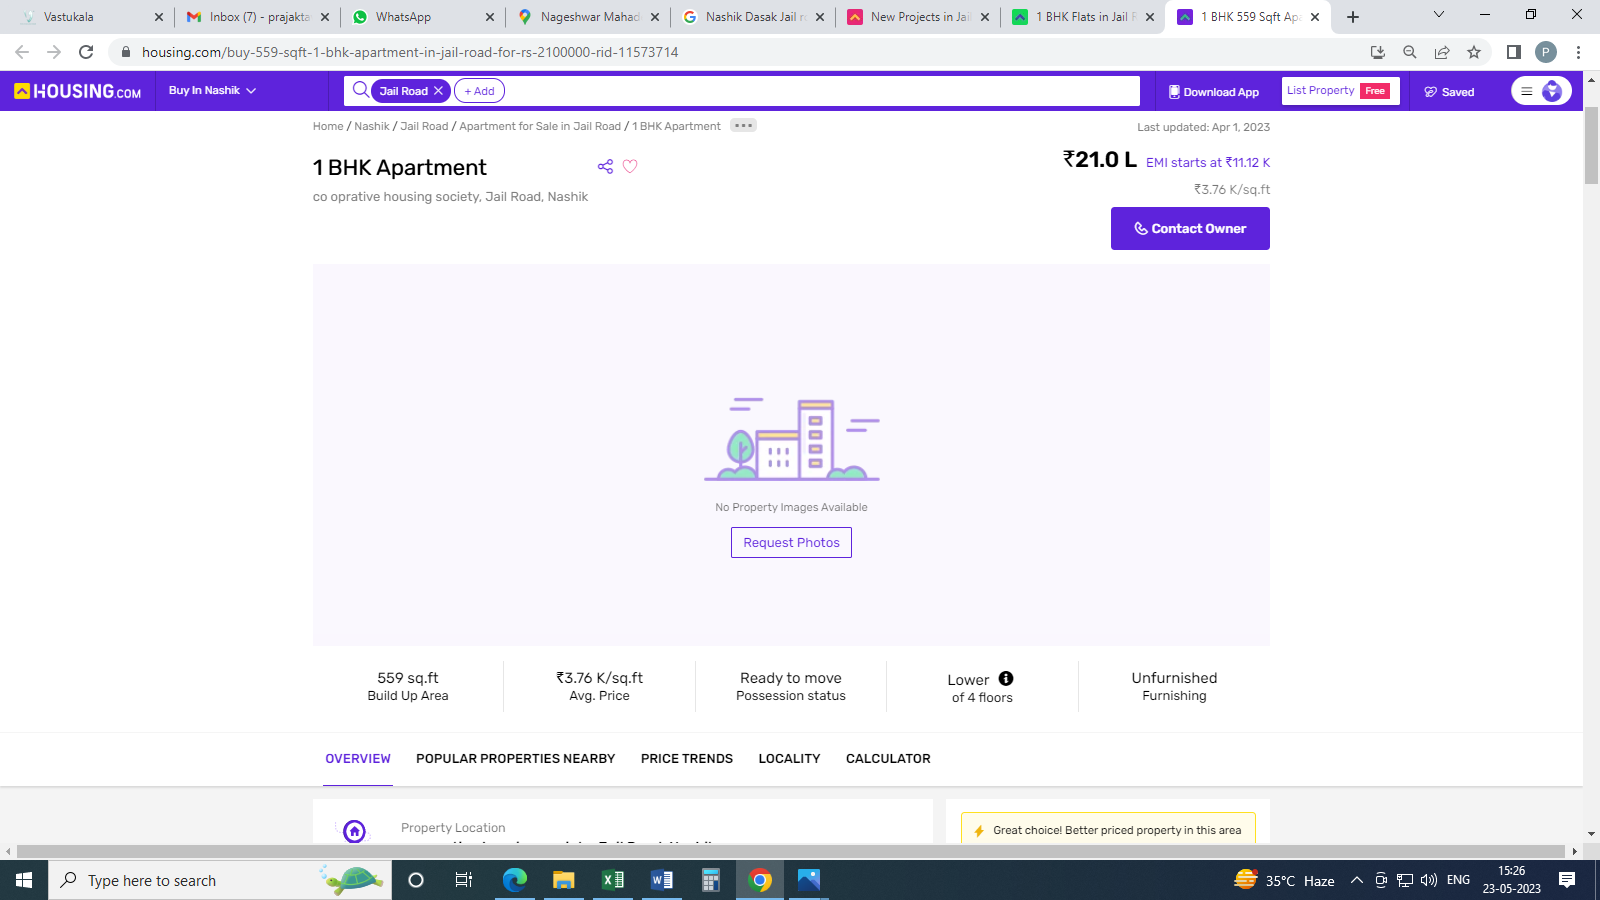 Vastukala
Inbox (7) - prajakta
WhatsApp
Nageshwar Mahad
Nashik Dasak Jail r
New Projects in Jail
1 BHK Flats in Jail R
1 BHK 559 Sqft Apa
housing.com/buy-559-sqft-1-bhk-apartment-in-jail-road-for-rs-2100000-rid-11573714
P
HOUSING.COM
Buy In Nashik
Jail Road
+ Add
Download App
List Property Free
Saved
Home / Nashik / Jail Road / Apartment for Sale in Jail Road / 1 BHK Apartment
Last updated: Apr 1, 2023
1 BHK Apartment
₹21.0 L EMI starts at ₹11.12 K
co oprative housing society, Jail Road, Nashik
₹3.76 K/sq.ft
Contact Owner
No Property Images Available
Request Photos
559 sq.ft
Build Up Area
₹3.76 K/sq.ft
Avg. Price
Ready to move
Possession status
Lower
of 4 floors
Unfurnished
Furnishing
OVERVIEW
POPULAR PROPERTIES NEARBY
PRICE TRENDS
LOCALITY
CALCULATOR
Property Location
Great choice! Better priced property in this area
Type here to search
35°C Haze
ENG
15:26
23-05-2023